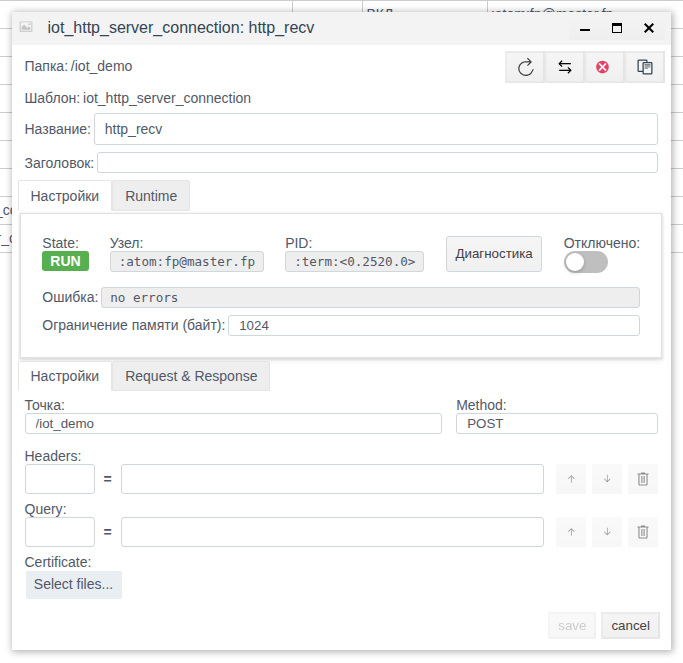 iot_http_server_connection: http_recv
Папка: /iot_demo
Шаблон: iot_http_server_connection
Название: http_recv
Заголовок:
Настройки Runtime
State: Узел: PID: Отключено:
RUN :atom:fp@master.fp :term:<0.2520.0> Диагностика
Ошибка: no errors
Ограничение памяти (байт): 1024
Настройки Request & Response
Точка: Method:
/iot_demo POST
Headers:
=
Query:
=
Certificate:
Select files...
save cancel